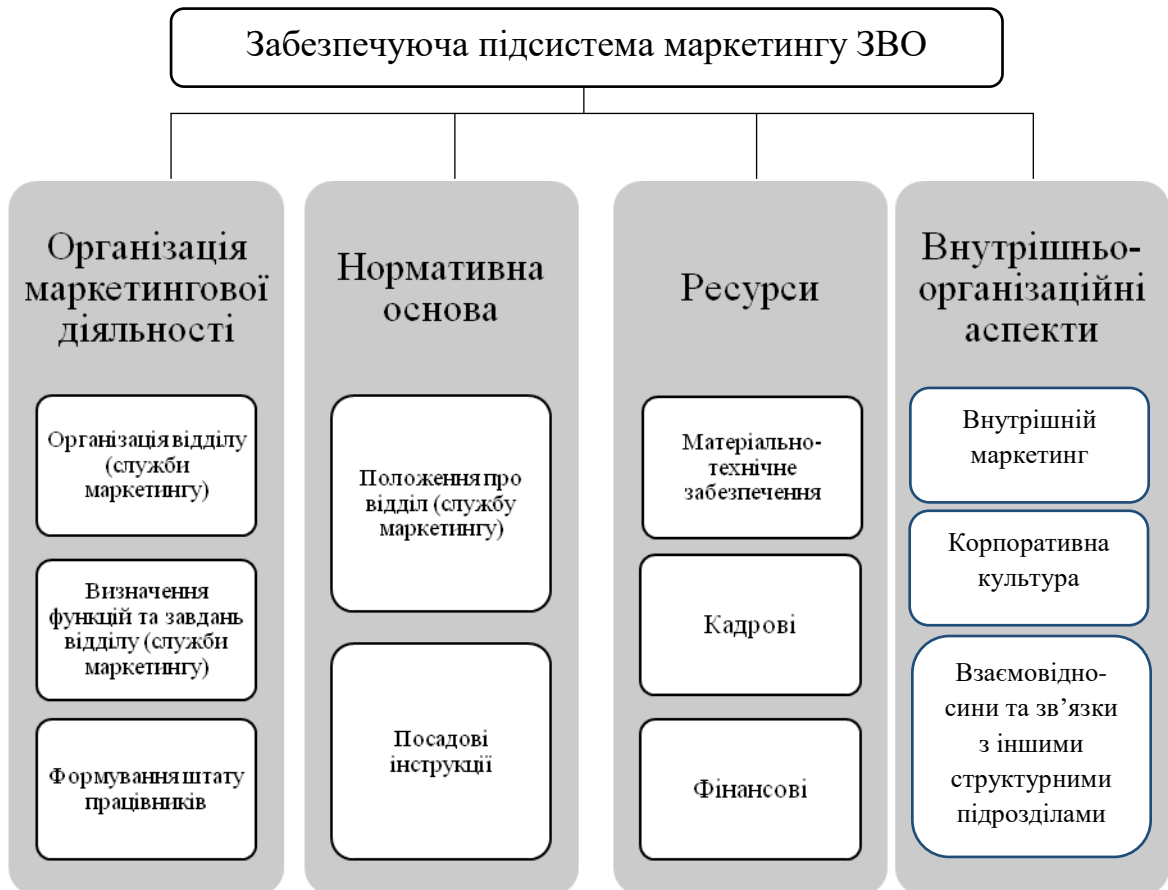 Забезпечуюча підсистема маркетингу ЗВО
Організація
маркетингової
діяльності
Організація відділу
(служби
маркетингу)
Визначення
функцій та завдань
відділу (служби
маркетингу)
Формування штату
працівників
Нормативна
основа
Положення про
відділ (службу
маркетингу)
Посадові
інструкції
Ресурси
Матеріально-
технічне
забезпечення
Кадрові
Фінансові
Внутрішньо-
організаційні
аспекти
Внутрішній
маркетинг
Корпоративна
культура
Взаємовідно-
сини та зв’язки
з іншими
структурними
підрозділами